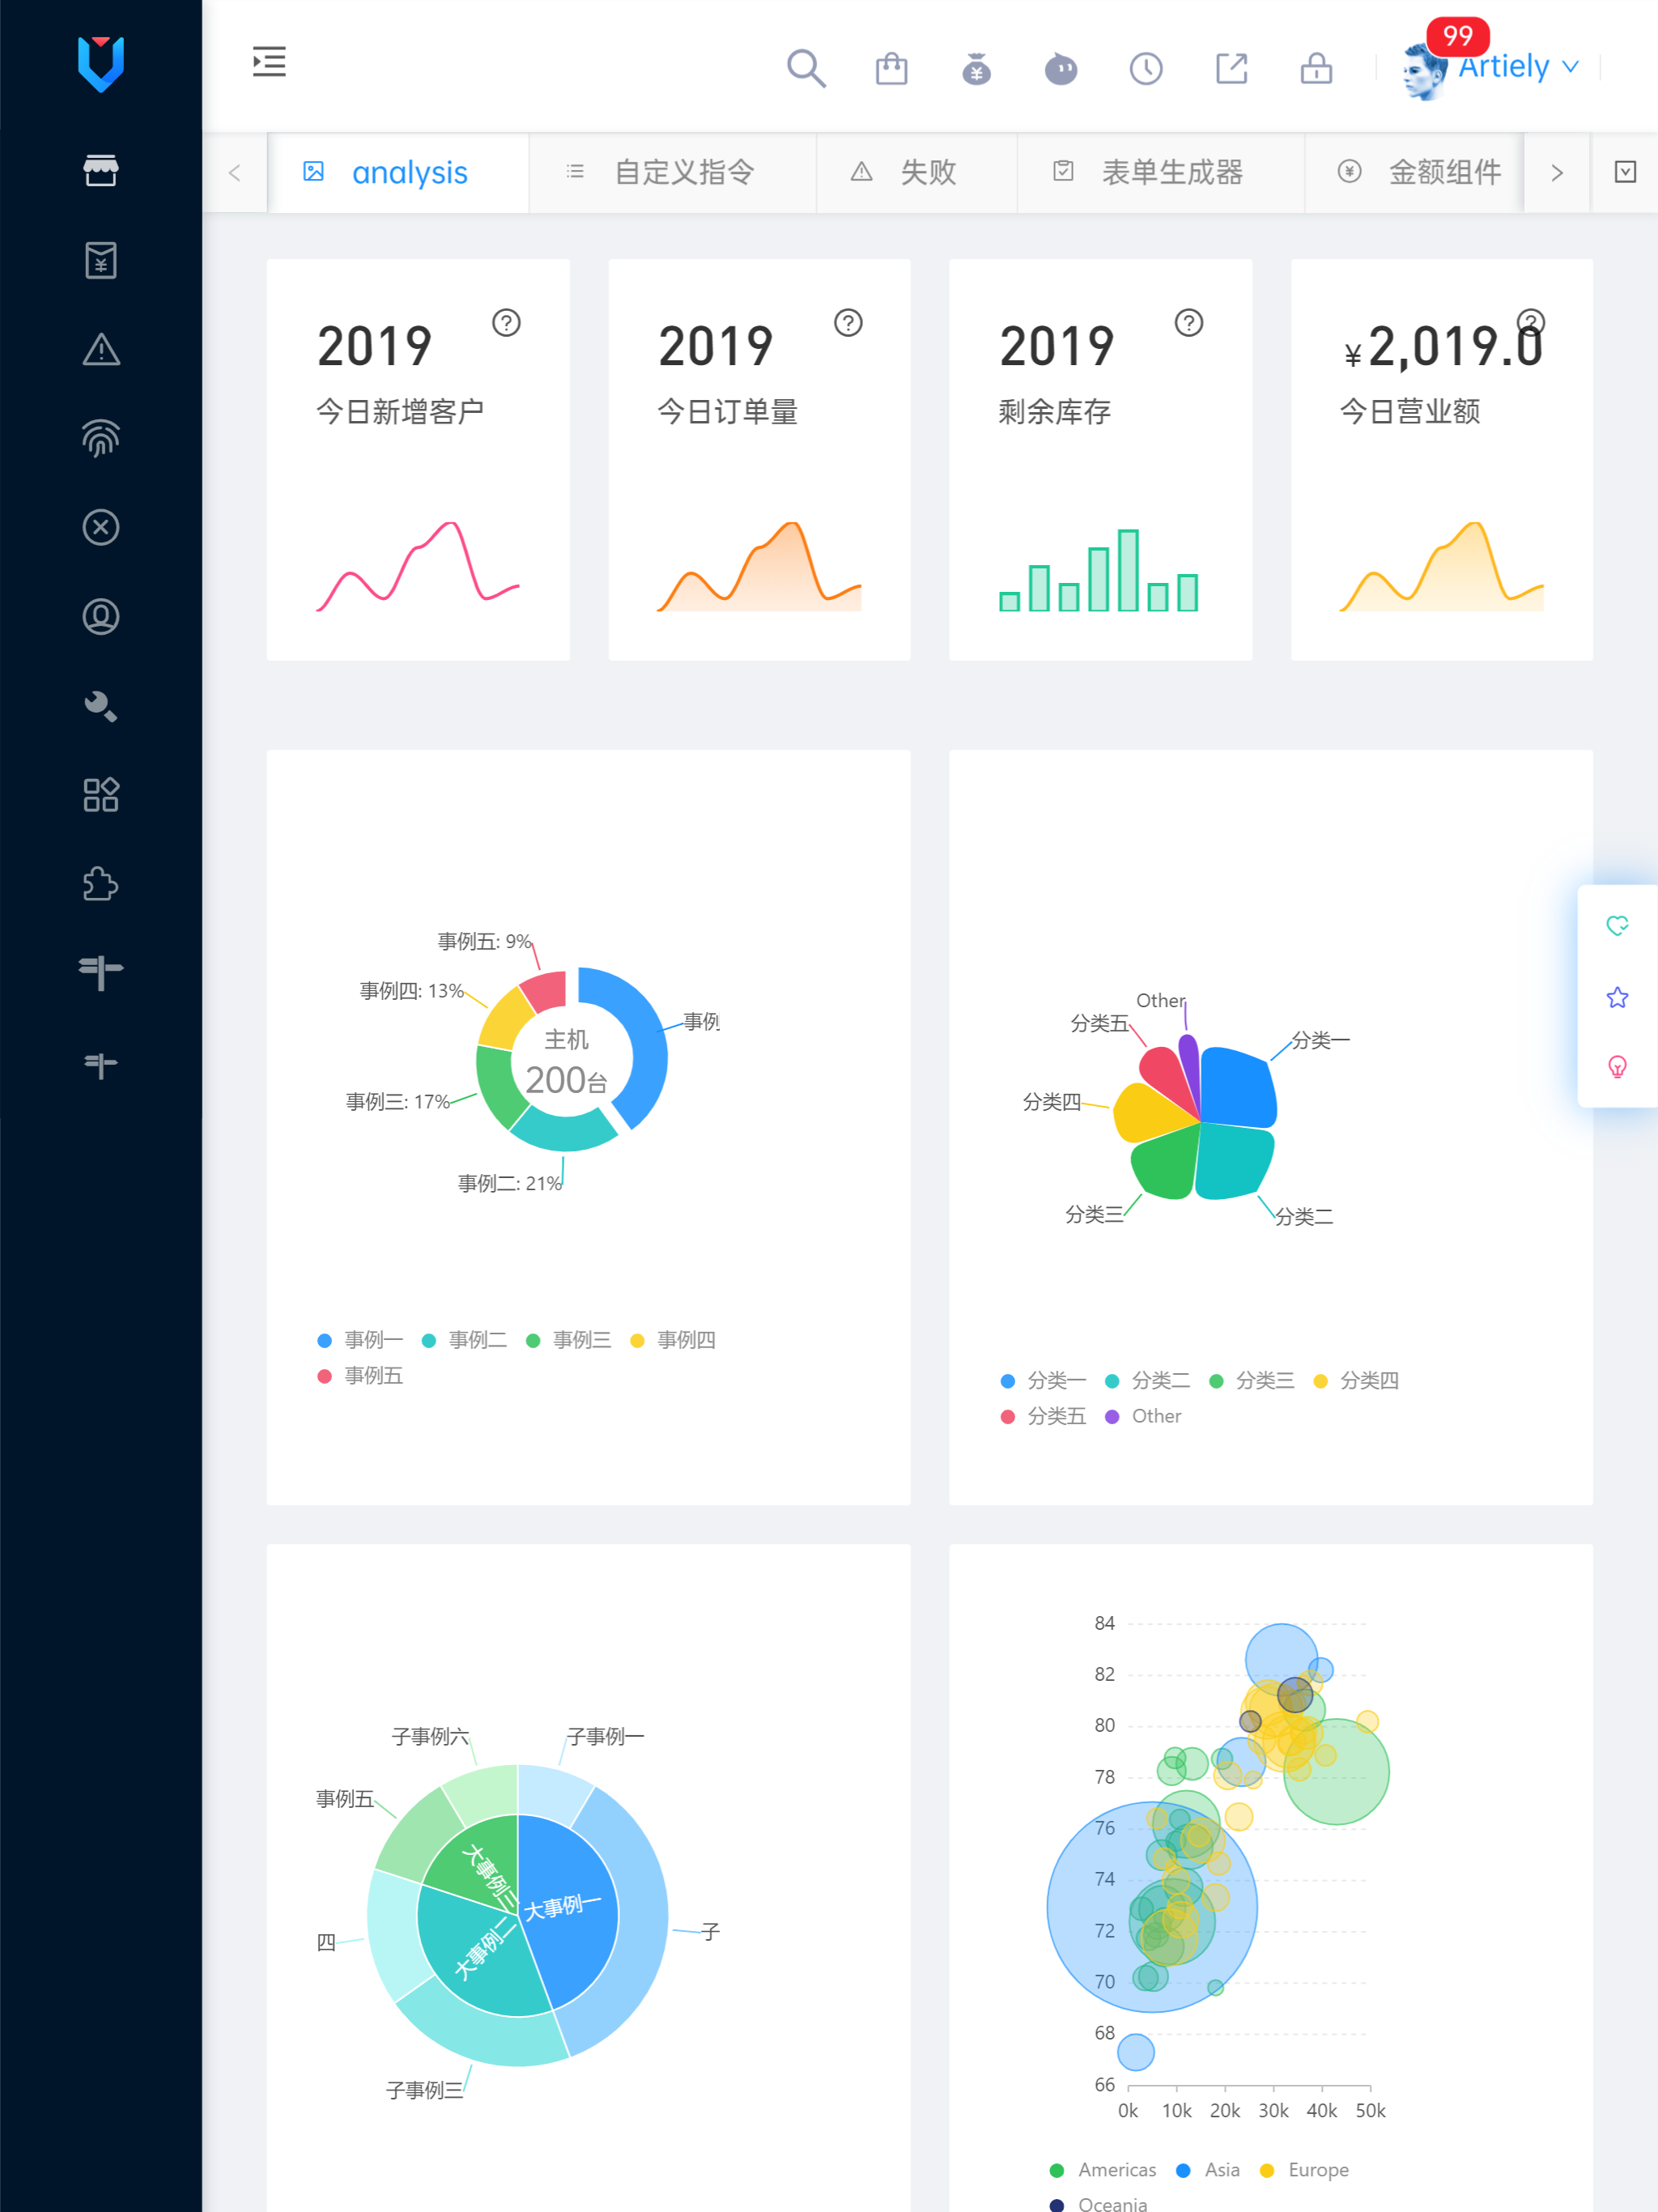 99
Artiely
analysis
自定义指令
失败
表单生成器
金额组件
2019
今日新增客户
2019
今日订单量
2019
剩余库存
¥2,019.0
今日营业额
事例五: 9%
事例四: 13%
事例
主机
200台
事例三: 17%
事例二: 21%
事例一 事例二 事例三 事例四
事例五
Other
分类五
分类一
分类四
分类三
分类二
分类一 分类二 分类三 分类四
分类五 Other
子事例六
子事例一
事例五
大事例三
大事例一
大事例二
四
子
子事例三
84
82
80
78
76
74
72
70
68
66
0k 10k 20k 30k 40k 50k
Americas Asia Europe
Oceania